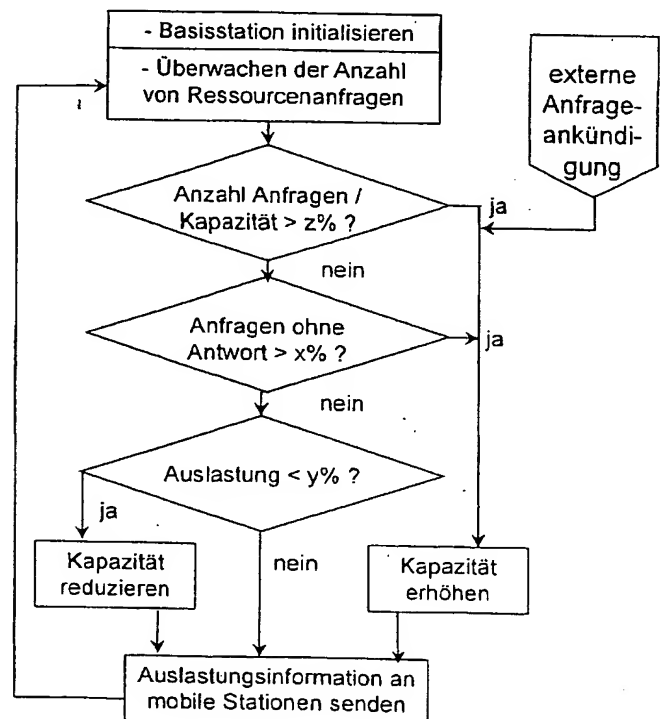 - Basisstation initialisieren
- Überwachen der Anzahl
von Ressourcenanfragen
externe
Anfrage-
ankündi-
gung
Anzahl Anfragen /
Kapazität > z% ?
ja
nein
Anfragen ohne
Antwort > x% ?
ja
nein
Auslastung < y% ?
ja
nein
Kapazität
reduzieren
Kapazität
erhöhen
Auslastungsinformation an
mobile Stationen senden